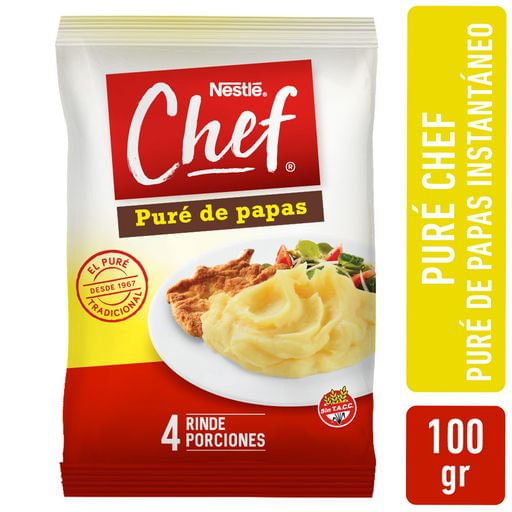 Nestlé®
Chef®
Puré de papas
EL PURÉ
DESDE 1967
TRADICIONAL
4 RINDE
PORCIONES
Sin T.A.C.C.
PURÉ CHEF
PURÉ DE PAPAS INSTANTÁNEO
100
gr